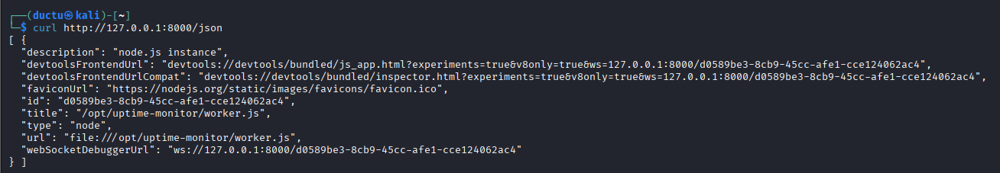 ┌──(ductu㉿kali)-[~]
└─$ curl http://127.0.0.1:8000/json
[ {
  "description": "node.js instance",
  "devtoolsFrontendUrl": "devtools://devtools/bundled/js_app.html?experiments=true&v8only=true&ws=127.0.0.1:8000/d0589be3-8cb9-45cc-afe1-cce124062ac4",
  "devtoolsFrontendUrlCompat": "devtools://devtools/bundled/inspector.html?experiments=true&v8only=true&ws=127.0.0.1:8000/d0589be3-8cb9-45cc-afe1-cce124062ac4",
  "faviconUrl": "https://nodejs.org/static/images/favicons/favicon.ico",
  "id": "d0589be3-8cb9-45cc-afe1-cce124062ac4",
  "title": "/opt/uptime-monitor/worker.js",
  "type": "node",
  "url": "file:///opt/uptime-monitor/worker.js",
  "webSocketDebuggerUrl": "ws://127.0.0.1:8000/d0589be3-8cb9-45cc-afe1-cce124062ac4"
} ]